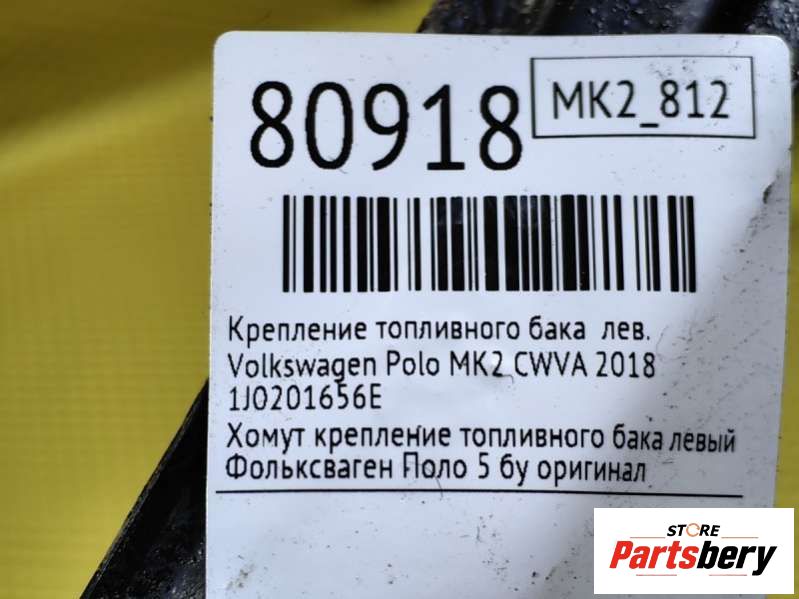 80918
MK2_812
Крепление топливного бака лев.
Volkswagen Polo MK2 CWVA 2018
1J0201656E
Хомут крепление топливного бака левый
Фольксваген Поло 5 бу оригинал
STORE
Partsbery